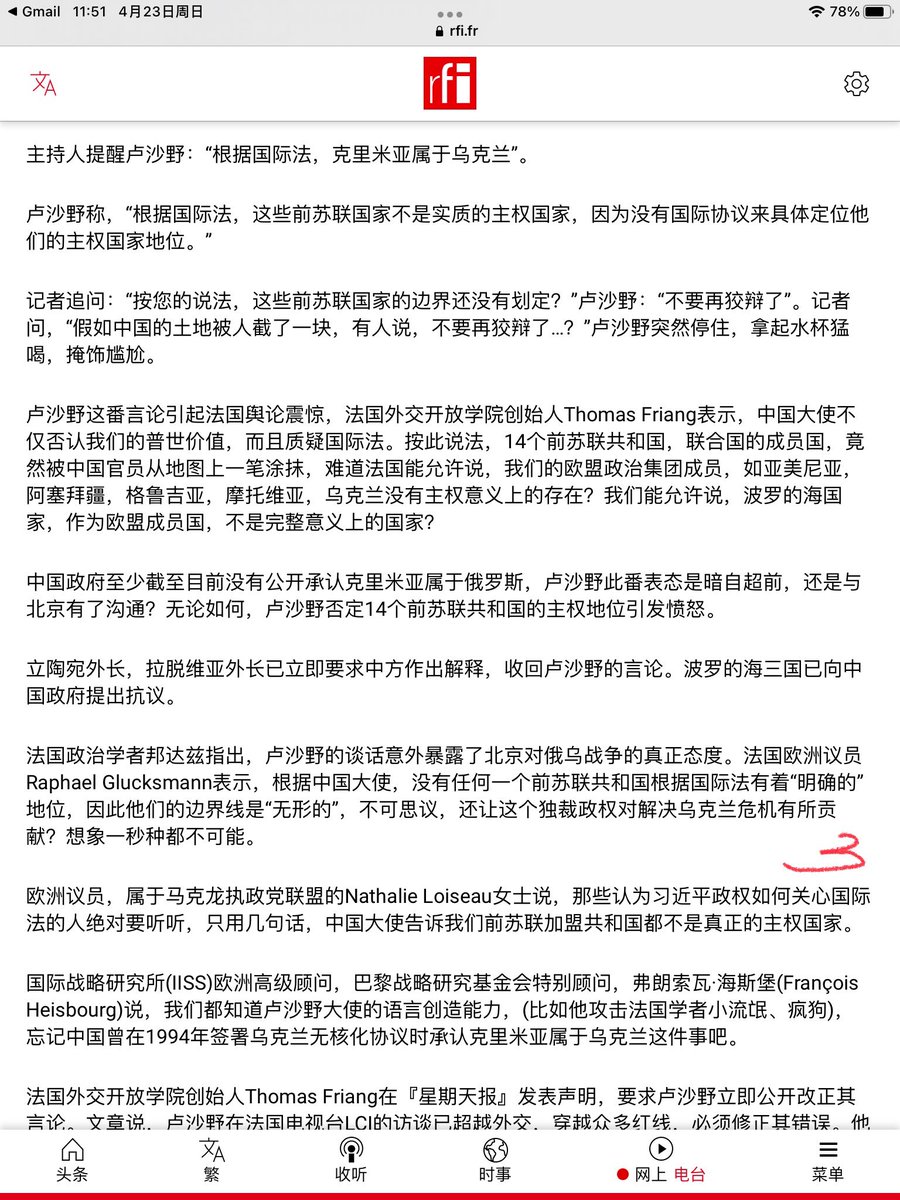 Gmail 11:51 4月23日周日 78%
rfi.fr
文A rfi
主持人提醒卢沙野：“根据国际法，克里米亚属于乌克兰”。
卢沙野称，“根据国际法，这些前苏联国家不是实质的主权国家，因为没有国际协议来具体定位他
们的主权国家地位。”
记者追问：“按您的说法，这些前苏联国家的边界还没有划定？”卢沙野：“不要再狡辩了”。记者
问，“假如中国的土地被人截了一块，有人说，不要再狡辩了...？”卢沙野突然停住，拿起水杯猛
喝，掩饰尴尬。
卢沙野这番言论引起法国舆论震惊，法国外交开放学院创始人Thomas Friang表示，中国大使不
仅否认我们的普世价值，而且质疑国际法。按此说法，14个前苏联共和国，联合国的成员国，竟
然被中国官员从地图上一笔涂抹，难道法国能允许说，我们的欧盟政治集团成员，如亚美尼亚，
阿塞拜疆，格鲁吉亚，摩托维亚，乌克兰没有主权意义上的存在？我们能允许说，波罗的海国
家，作为欧盟成员国，不是完整意义上的国家？
中国政府至少截至目前没有公开承认克里米亚属于俄罗斯，卢沙野此番表态是暗自超前，还是与
北京有了沟通？无论如何，卢沙野否定14个前苏联共和国的主权地位引发愤怒。
立陶宛外长，拉脱维亚外长已立即要求中方作出解释，收回卢沙野的言论。波罗的海三国已向中
国政府提出抗议。
法国政治学者邦达兹指出，卢沙野的谈话意外暴露了北京对俄乌战争的真正态度。法国欧洲议员
Raphael Glucksmann表示，根据中国大使，没有任何一个前苏联共和国根据国际法有着“明确的”
地位，因此他们的边界线是“无形的”，不可思议，还让这个独裁政权对解决乌克兰危机有所贡
献？想象一秒种都不可能。
3
欧洲议员，属于马克龙执政党联盟的Nathalie Loiseau女士说，那些认为习近平政权如何关心国际
法的人绝对要听听，只用几句话，中国大使告诉我们前苏联加盟共和国都不是真正的主权国家。
国际战略研究所(IISS)欧洲高级顾问，巴黎战略研究基金会特别顾问，弗朗索瓦·海斯堡(François
Heisbourg)说，我们都知道卢沙野大使的语言创造能力，(比如他攻击法国学者小流氓、疯狗)，
忘记中国曾在1994年签署乌克兰无核化协议时承认克里米亚属于乌克兰这件事吧。
法国外交开放学院创始人Thomas Friang在『星期天报』发表声明，要求卢沙野立即公开改正其
言论。文章说，卢沙野在法国电视台LCI的访谈已超越外交，穿越众多红线，必须修正其错误。他
文A
头条 繁 收听 时事 网上 电台 菜单